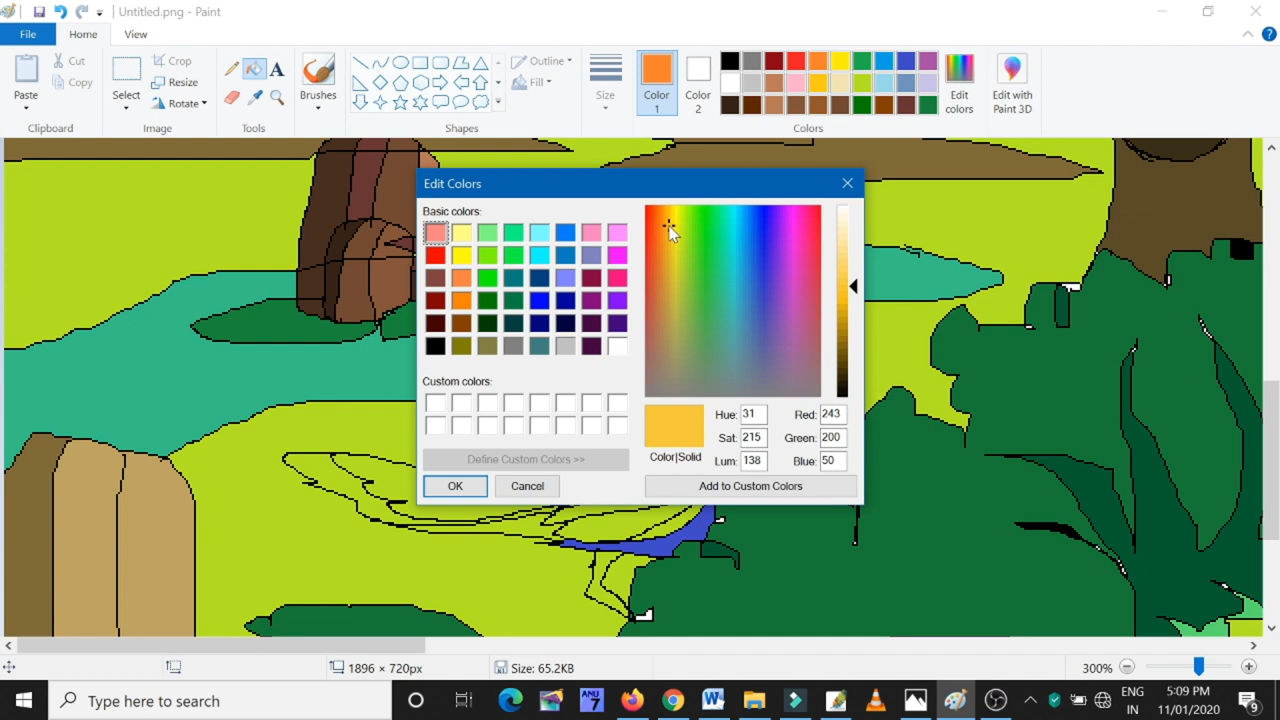 Untitled.png - Paint
File
Home
View
Paste
Cut
Copy
Clipboard
Select
Crop
Resize
Rotate
Image
A
Tools
Brushes
Outline
Fill
Shapes
Size
Color
1
Color
2
Edit
colors
Colors
Edit with
Paint 3D
Edit Colors
Basic colors:
Custom colors:
Define Custom Colors >>
OK
Cancel
Color|Solid
Hue: 31
Sat: 215
Lum: 138
Red: 243
Green: 200
Blue: 50
Add to Custom Colors
1896 × 720px
Size: 65.2KB
300%
Type here to search
ANU
7
ENG
IN
5:09 PM
11/01/2020
9